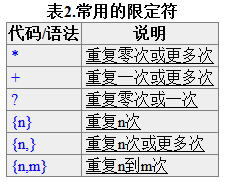 表2.常用的限定符
代码/语法 说明
* 重复零次或更多次
+ 重复一次或更多次
? 重复零次或一次
{n} 重复n次
{n,} 重复n次或更多次
{n,m} 重复n到m次